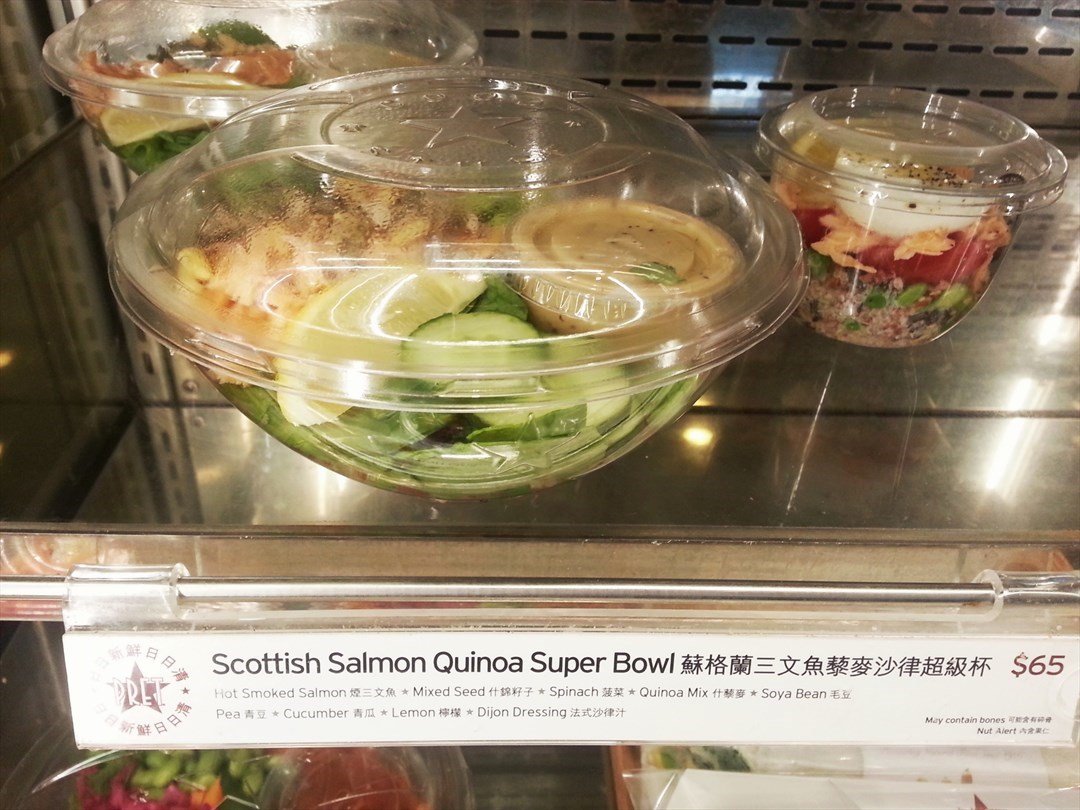 新鮮日日清 ★ 日日新鮮日日清 ★
PRET
Scottish Salmon Quinoa Super Bowl 蘇格蘭三文魚藜麥沙律超級杯 $65
Hot Smoked Salmon 煙三文魚 ★ Mixed Seed 什錦籽子 ★ Spinach 菠菜 ★ Quinoa Mix 什藜麥 ★ Soya Bean 毛豆
Pea 青豆 ★ Cucumber 青瓜 ★ Lemon 檸檬 ★ Dijon Dressing 法式沙律汁
May contain bones 可能含有碎骨
Nut Alert 內含果仁